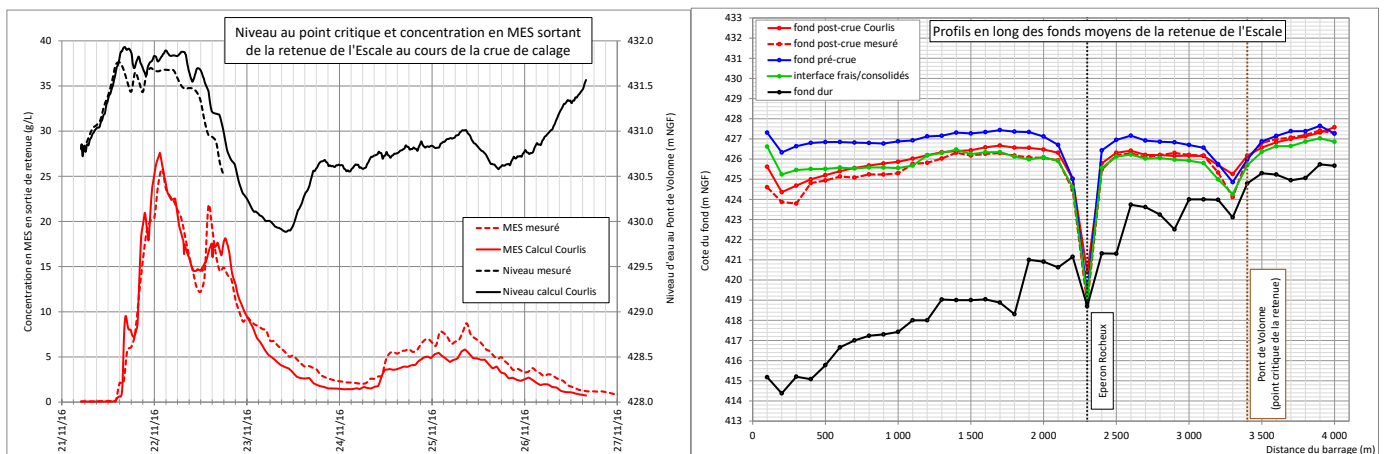 Niveau au point critique et concentration en MES sortant
de la retenue de l'Escale au cours de la crue de calage
Concentration en MES en sortie de retenue (g/L)
40
35
30
25
20
15
10
5
0
432.0
431.5
431.0
430.5
430.0
429.5
429.0
428.5
428.0
Niveau d'eau au Pont de Volonne (m NGF)
MES mesuré
MES Calcul Courlis
Niveau mesuré
Niveau calcul Courlis
21/11/16
22/11/16
23/11/16
24/11/16
25/11/16
26/11/16
27/11/16
Profils en long des fonds moyens de la retenue de l'Escale
Cote du fond (m NGF)
433
432
431
430
429
428
427
426
425
424
423
422
421
420
419
418
417
416
415
414
413
fond post-crue Courlis
fond post-crue mesuré
fond pré-crue
interface frais/consolidés
fond dur
Eperon Rocheux
Pont de Volonne
(point critique de la retenue)
0
500
1 000
1 500
2 000
2 500
3 000
3 500
4 000
Distance du barrage (m)